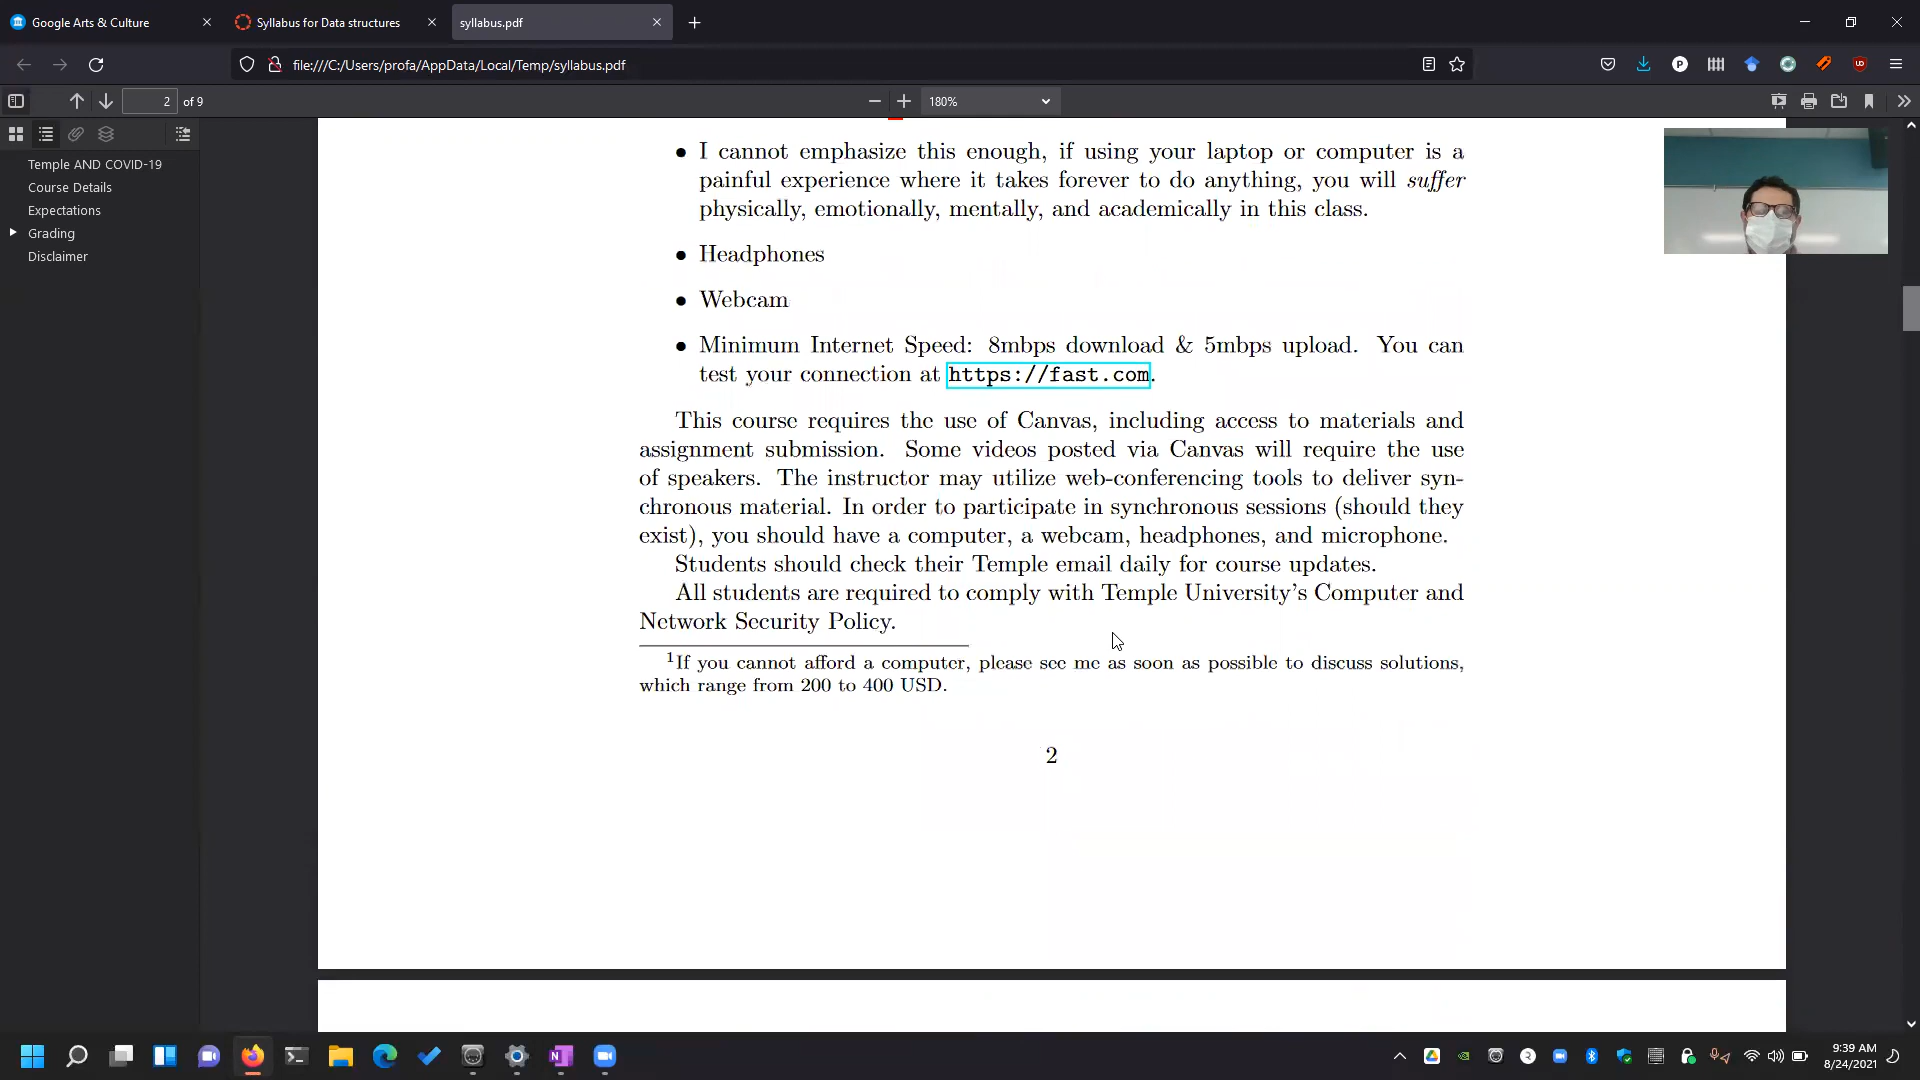 Google Arts & Culture
Syllabus for Data structures
syllabus.pdf
file:///C:/Users/profa/AppData/Local/Temp/syllabus.pdf
2 of 9
180%
Temple AND COVID-19
Course Details
Expectations
Grading
Disclaimer
• I cannot emphasize this enough, if using your laptop or computer is a
painful experience where it takes forever to do anything, you will suffer
physically, emotionally, mentally, and academically in this class.
• Headphones
• Webcam
• Minimum Internet Speed: 8mbps download & 5mbps upload. You can
test your connection at https://fast.com.
This course requires the use of Canvas, including access to materials and
assignment submission. Some videos posted via Canvas will require the use
of speakers. The instructor may utilize web-conferencing tools to deliver syn-
chronous material. In order to participate in synchronous sessions (should they
exist), you should have a computer, a webcam, headphones, and microphone.
Students should check their Temple email daily for course updates.
All students are required to comply with Temple University's Computer and
Network Security Policy.
1If you cannot afford a computer, please see me as soon as possible to discuss solutions,
which range from 200 to 400 USD.
2
9:39 AM
8/24/2021